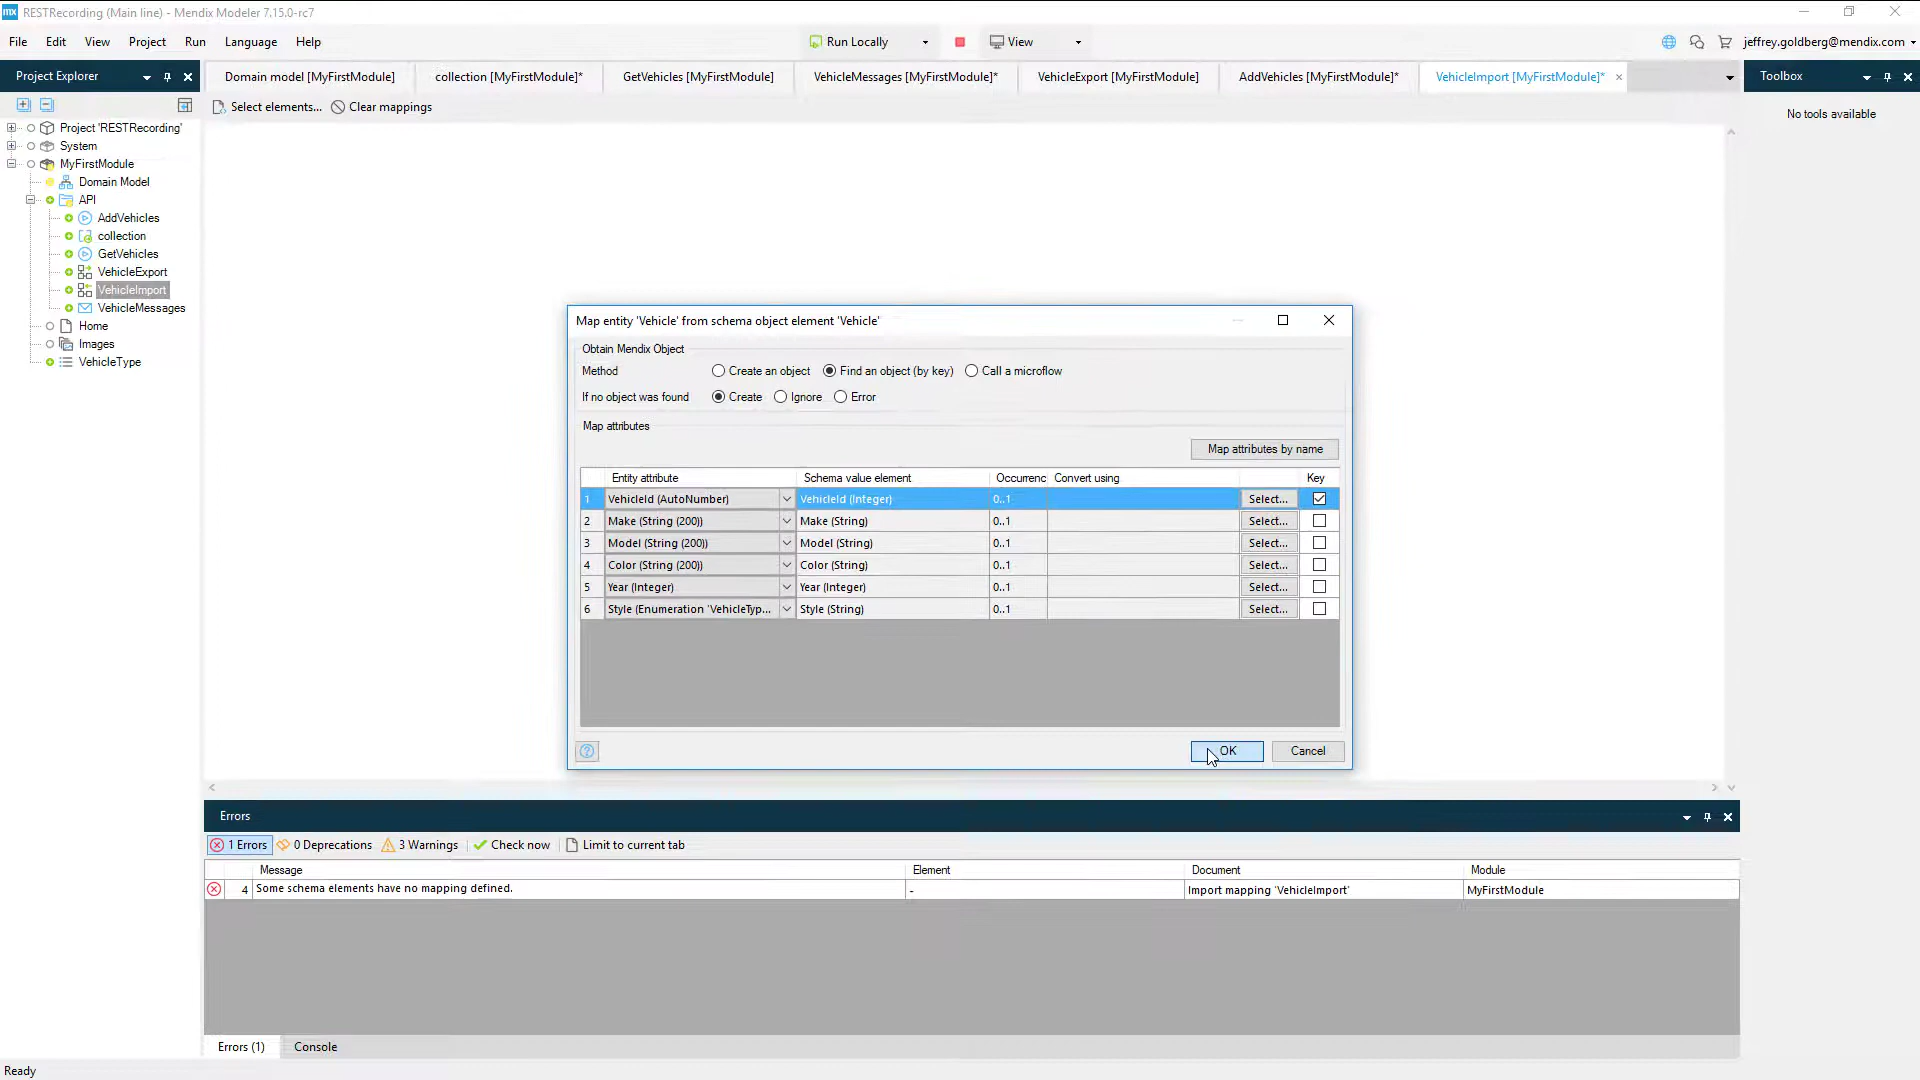 mx RESTRecording (Main line) - Mendix Modeler 7.15.0-rc7
File Edit View Project Run Language Help
Run Locally
View
jeffrey.goldberg@mendix.com
Project Explorer
Domain model [MyFirstModule]
collection [MyFirstModule]*
GetVehicles [MyFirstModule]
VehicleMessages [MyFirstModule]*
VehicleExport [MyFirstModule]
AddVehicles [MyFirstModule]*
VehicleImport [MyFirstModule]*
Toolbox
Select elements... Clear mappings
No tools available
Project 'RESTRecording'
System
MyFirstModule
Domain Model
API
AddVehicles
collection
GetVehicles
VehicleExport
VehicleImport
VehicleMessages
Home
Images
VehicleType
Map entity 'Vehicle' from schema object element 'Vehicle'
Obtain Mendix Object
Method Create an object Find an object (by key) Call a microflow
If no object was found Create Ignore Error
Map attributes
Map attributes by name
Entity attribute Schema value element Occurrenc Convert using Key
1 VehicleId (AutoNumber) VehicleId (Integer) 0..1 Select...
2 Make (String (200)) Make (String) 0..1 Select...
3 Model (String (200)) Model (String) 0..1 Select...
4 Color (String (200)) Color (String) 0..1 Select...
5 Year (Integer) Year (Integer) 0..1 Select...
6 Style (Enumeration 'VehicleTyp... Style (String) 0..1 Select...
OK Cancel
Errors
1 Errors 0 Deprecations 3 Warnings Check now Limit to current tab
Message Element Document Module
4 Some schema elements have no mapping defined. - Import mapping 'VehicleImport' MyFirstModule
Errors (1) Console
Ready